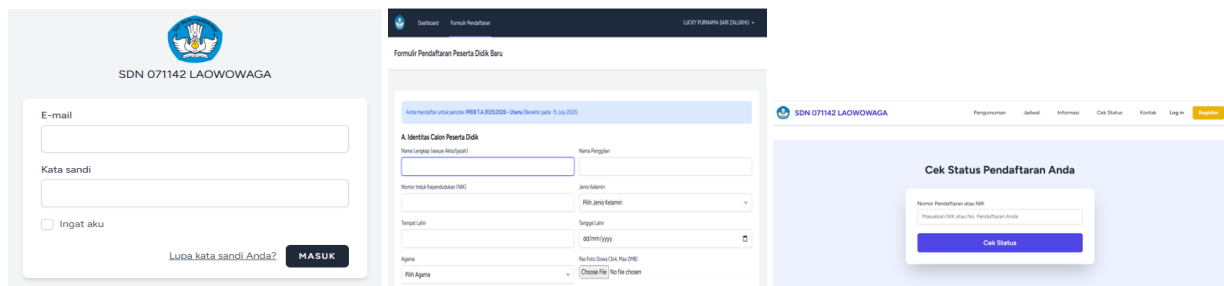 SDN 071142 LAOWOWAGA
E-mail
Kata sandi
Ingat aku
Lupa kata sandi Anda? MASUK
Dashboard Formulir Pendaftaran LUCKY PURNAMA SARI ZALUKHU
Formulir Pendaftaran Peserta Didik Baru
Anda mendaftar untuk periode: PPDB T.A 2025/2026 - Utama (Berakhir pada: 15 July 2025)
A. Identitas Calon Peserta Didik
Nama Lengkap (sesuai Akta/Ijazah) Nama Panggilan
Nomor Induk Kependudukan (NIK) Jenis Kelamin
Pilih Jenis Kelamin
Tempat Lahir Tanggal Lahir
dd/mm/yyyy
Agama Pas Foto Siswa (3x4, Max 2MB)
Pilih Agama Choose File No file chosen
SDN 071142 LAOWOWAGA Pengumuman Jadwal Informasi Cek Status Kontak Log in Register
Cek Status Pendaftaran Anda
Nomor Pendaftaran atau NIK
Masukkan NIK atau No. Pendaftaran Anda
Cek Status